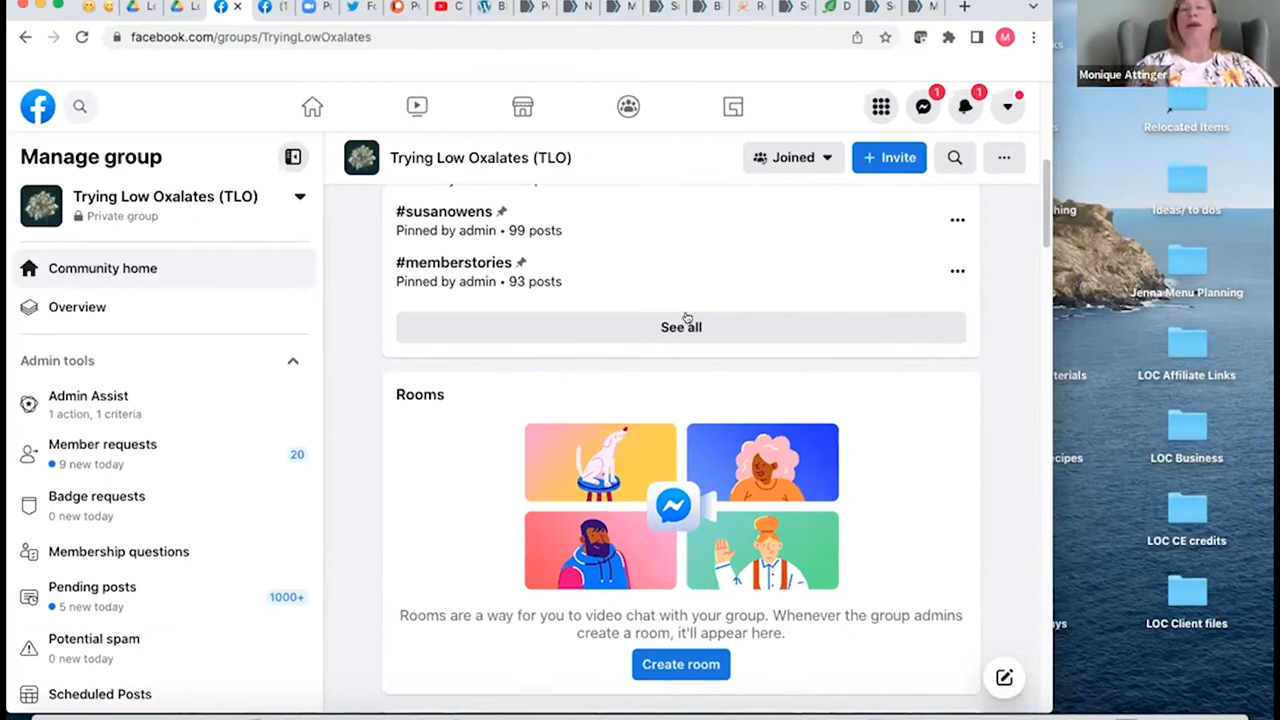 facebook.com/groups/TryingLowOxalates
M
Monique Attinger
1
1
Relocated Items
Manage group
Trying Low Oxalates (TLO)
Joined
+ Invite
Trying Low Oxalates (TLO)
Private group
#susanowens
Pinned by admin • 99 posts
Ideas/ to dos
Community home
#memberstories
Pinned by admin • 93 posts
Jenna Menu Planning
Overview
See all
Admin tools
LOC Affiliate Links
Admin Assist
1 action, 1 criteria
Rooms
Member requests
9 new today
20
LOC Business
Badge requests
0 new today
LOC CE credits
Membership questions
Pending posts
5 new today
1000+
Rooms are a way for you to video chat with your group. Whenever the group admins
create a room, it'll appear here.
LOC Client files
Potential spam
0 new today
Create room
Scheduled Posts